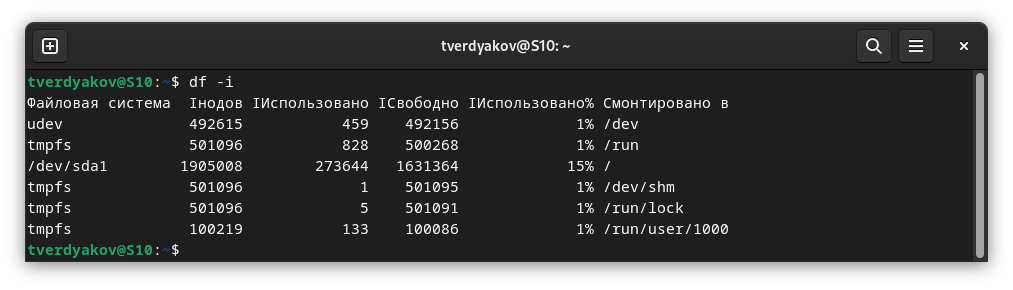 tverdyakov@S10: ~
tverdyakov@S10:~$ df -i
Файловая система  Iнодов IИспользовано IСвободно IИспользовано% Смонтировано в
udev              492615           459    492156             1% /dev
tmpfs             501096           828    500268             1% /run
/dev/sda1        1905008        273644   1631364            15% /
tmpfs             501096             1    501095             1% /dev/shm
tmpfs             501096             5    501091             1% /run/lock
tmpfs             100219           133    100086             1% /run/user/1000
tverdyakov@S10:~$